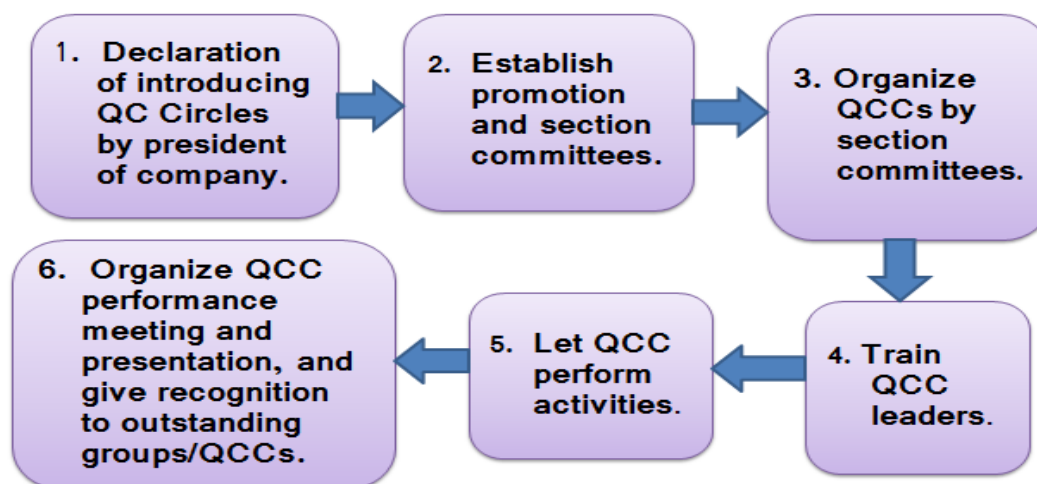 1. Declaration
of introducing
QC Circles
by president
of company.
2. Establish
promotion
and section
committees.
3. Organize
QCCs by
section
committees.
4. Train
QCC
leaders.
5. Let QCC
perform
activities.
6. Organize QCC
performance
meeting and
presentation, and
give recognition
to outstanding
groups/QCCs.